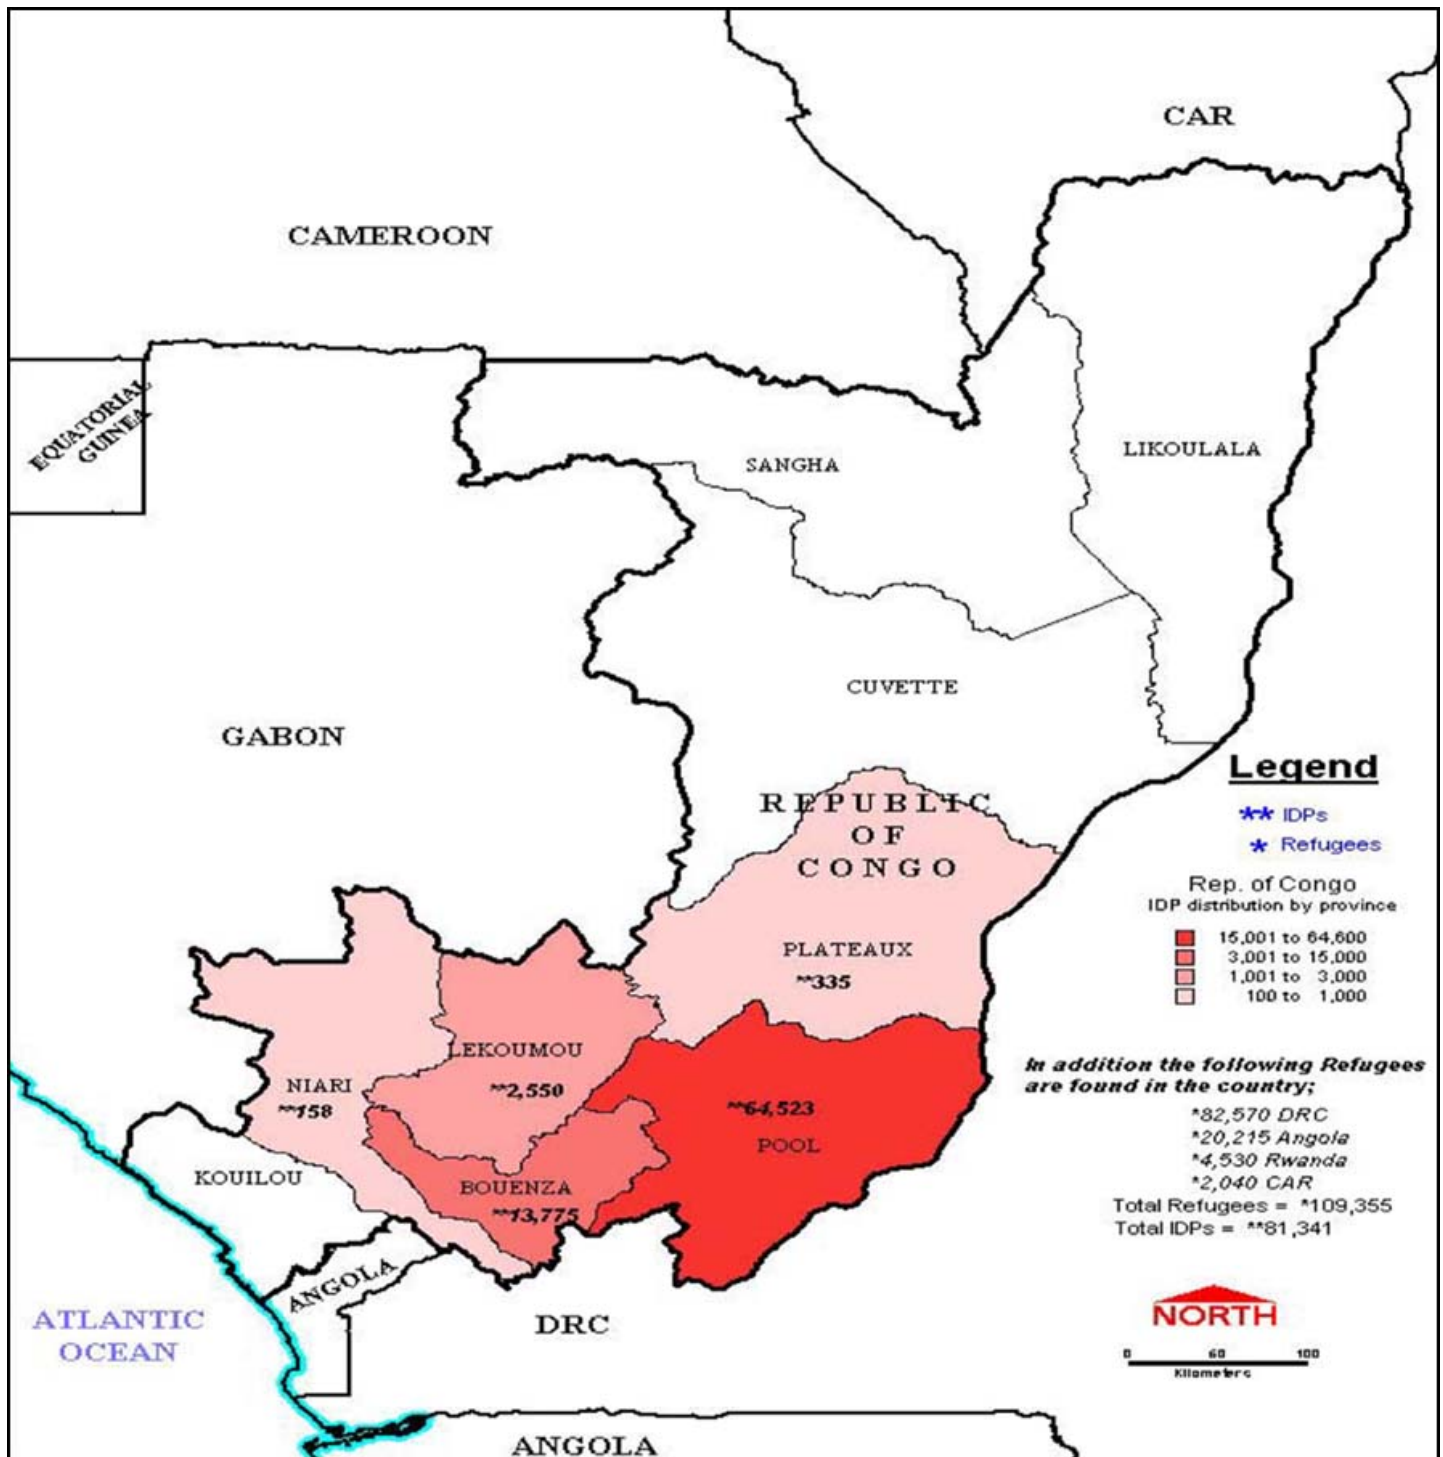 CAR
CAMEROON
EQUATORIAL
GUINEA
SANGHA
LIKOULALA
CUVETTE
GABON
REPUBLIC
OF
CONGO
PLATEAUX
**335
LEKOUMOU
**2,550
NIARI
**158
**64,523
POOL
KOUILOU
BOUENZA
**13,775
ANGOLA
ATLANTIC
OCEAN
DRC
ANGOLA
Legend
** IDPs
* Refugees
Rep. of Congo
IDP distribution by province
15,001 to 64,600
3,001 to 15,000
1,001 to 3,000
100 to 1,000
In addition the following Refugees
are found in the country;
*82,570 DRC
*20,215 Angola
*4,530 Rwanda
*2,040 CAR
Total Refugees = *109,355
Total IDPs = **81,341
NORTH
0 60 100
Kilometers